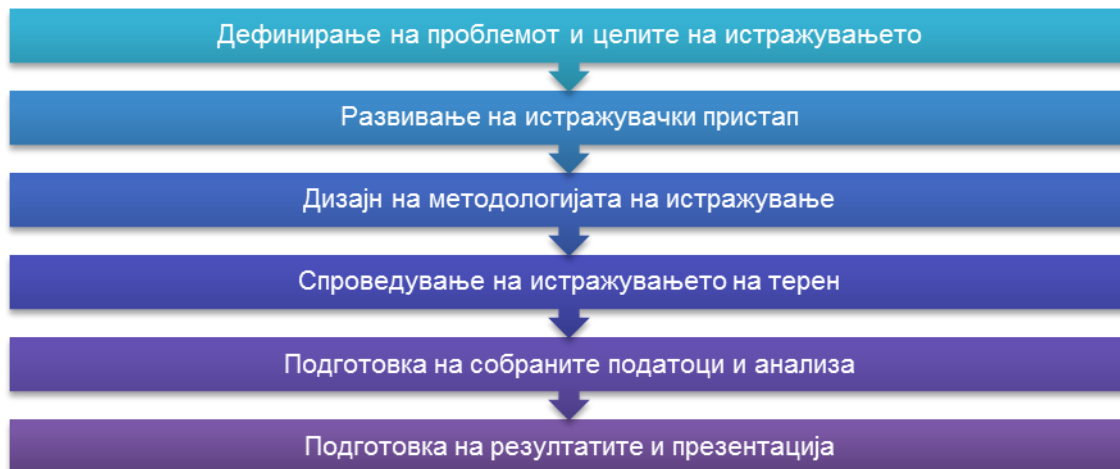 Дефинирање на проблемот и целите на истражувањето
Развивање на истражувачки пристап
Дизајн на методологијата на истражување
Спроведување на истражувањето на терен
Подготовка на собраните податоци и анализа
Подготовка на резултатите и презентација